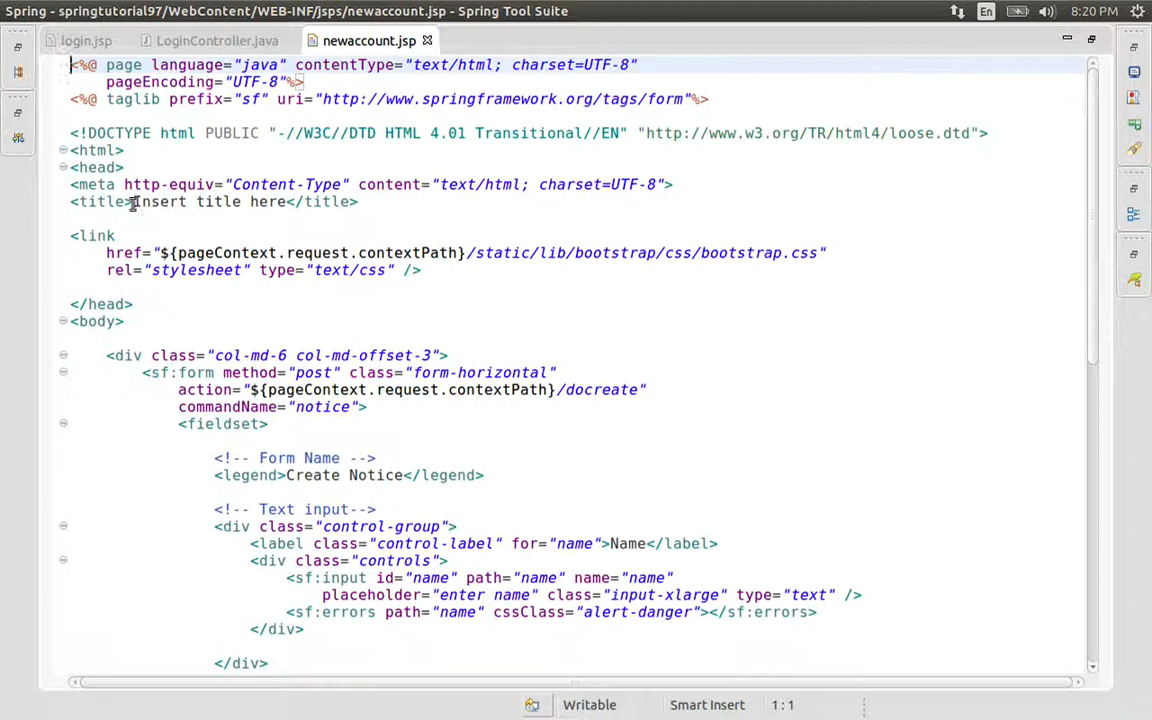 Spring - springtutorial97/WebContent/WEB-INF/jsps/newaccount.jsp - Spring Tool Suite
En
8:20 PM
login.jsp
LoginController.java
newaccount.jsp
<%@ page language="java" contentType="text/html; charset=UTF-8"
pageEncoding="UTF-8"%>
<%@ taglib prefix="sf" uri="http://www.springframework.org/tags/form"%>
<!DOCTYPE html PUBLIC "-//W3C//DTD HTML 4.01 Transitional//EN" "http://www.w3.org/TR/html4/loose.dtd">
<html>
<head>
<meta http-equiv="Content-Type" content="text/html; charset=UTF-8">
<title>Insert title here</title>
<link
href="${pageContext.request.contextPath}/static/lib/bootstrap/css/bootstrap.css"
rel="stylesheet" type="text/css" />
</head>
<body>
<div class="col-md-6 col-md-offset-3">
<sf:form method="post" class="form-horizontal"
action="${pageContext.request.contextPath}/docreate"
commandName="notice">
<fieldset>
<!-- Form Name -->
<legend>Create Notice</legend>
<!-- Text input-->
<div class="control-group">
<label class="control-label" for="name">Name</label>
<div class="controls">
<sf:input id="name" path="name" name="name"
placeholder="enter name" class="input-xlarge" type="text" />
<sf:errors path="name" cssClass="alert-danger"></sf:errors>
</div>
</div>
Writable
Smart Insert
1 : 1